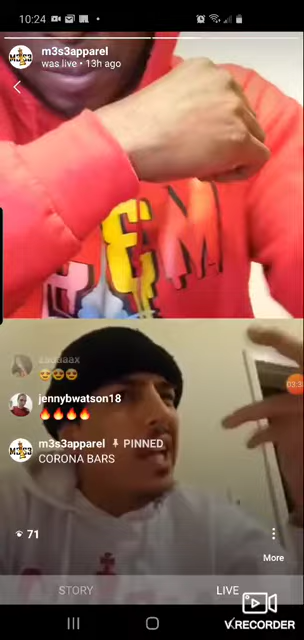 10:24
m3s3apparel
was live • 13h ago
jennybwatson18
m3s3apparel PINNED
CORONA BARS
71
More
STORY
LIVE
V.RECORDER